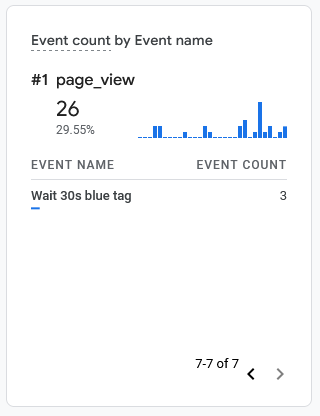 Event count by Event name
#1 page_view
26
29.55%
EVENT NAME EVENT COUNT
Wait 30s blue tag 3
7-7 of 7